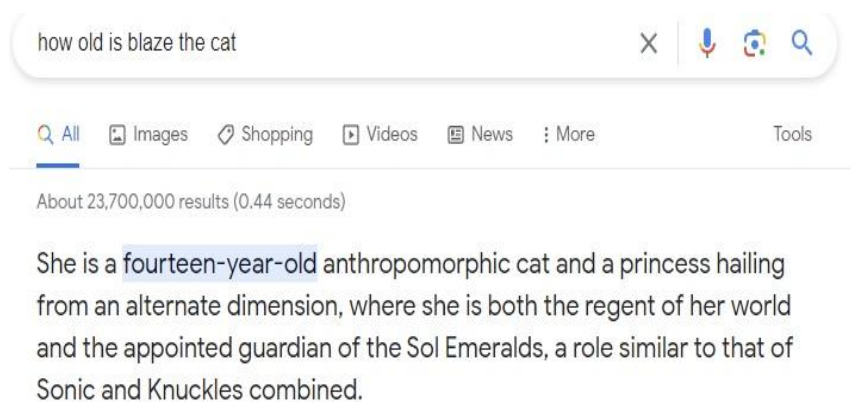 how old is blaze the cat
All Images Shopping Videos News More Tools
About 23,700,000 results (0.44 seconds)
She is a fourteen-year-old anthropomorphic cat and a princess hailing
from an alternate dimension, where she is both the regent of her world
and the appointed guardian of the Sol Emeralds, a role similar to that of
Sonic and Knuckles combined.